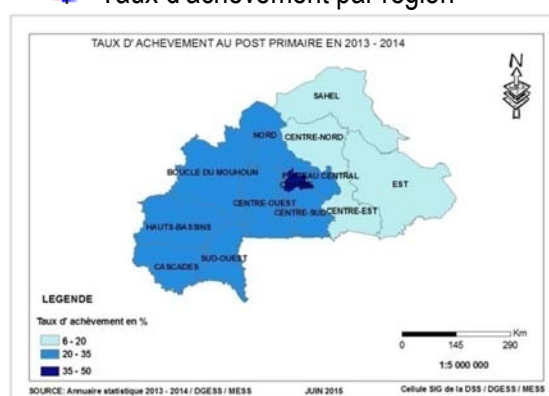 Taux d'achèvement par région
TAUX D'ACHEVEMENT AU POST PRIMAIRE EN 2013 - 2014
N
SAHEL
NORD
CENTRE-NORD
BOUCLE DU MOUHOUN
CENTRAL
EST
CENTRE-OUEST
CENTRE-SUD
CENTRE-EST
HAUTS-BASSINS
SUD-OUEST
CASCADES
LEGENDE
Taux d' achèvement en %
6 - 20
20 - 35
35 - 50
Km
0 145 290
1:5 000 000
SOURCE: Annuaire statistique 2013 - 2014 / DGESS / MESS JUIN 2015 Cellule SIG de la DSS / DGESS / MESS